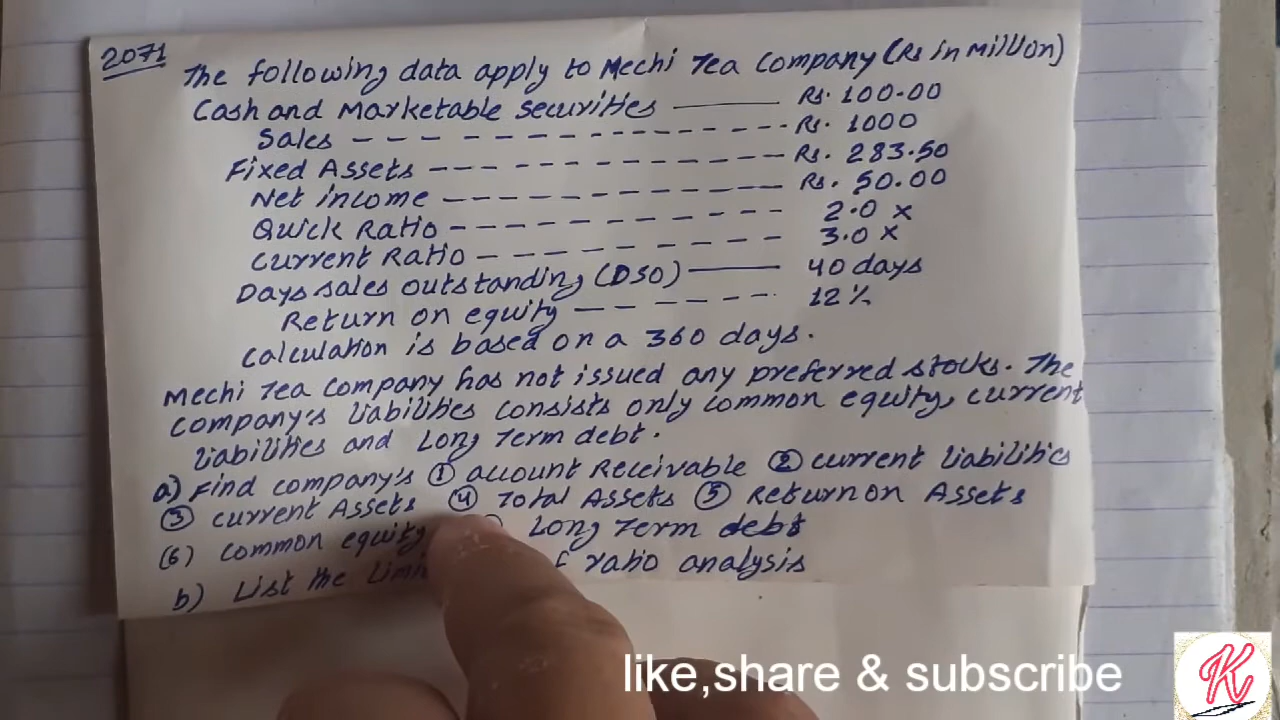 2071
The following data apply to Mechi Tea Company (Rs in Million)
Cash and Marketable securities ——— Rs. 100.00
Sales - - - - - - - - - - - - - - - Rs. 1000
Fixed Assets - - - - - - - - - - - - Rs. 283.50
Net income - - - - - - - - - - - Rs. 50.00
Quick Ratio - - - - - - - - - - - 2.0 x
Current Ratio - - - - - - - - - - 3.0 x
Days sales outstanding (DSO) ——— 40 days
Return on equity - - - - - - - 12 %
Calculation is based on a 360 days.
Mechi Tea Company has not issued any preferred stocks. The
company's liabilities consists only common equity, current
liabilities and Long Term debt.
a) Find company's ① account Receivable ② current liabilities
③ current Assets ④ Total Assets ⑤ Return on Assets
(6) common equity Long Term debt
b) List the ratio analysis
like,share & subscribe
K